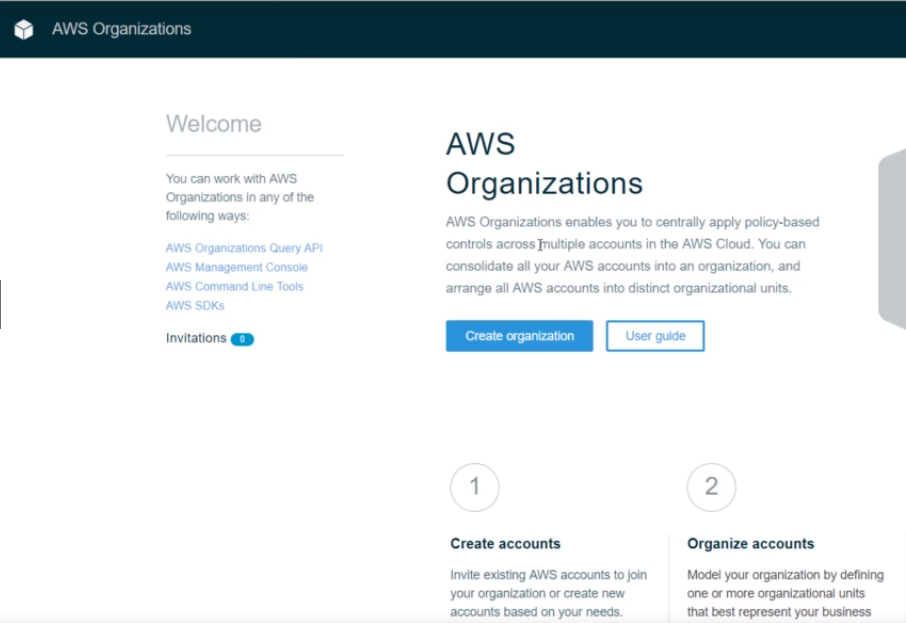 AWS Organizations
Welcome
You can work with AWS
Organizations in any of the
following ways:
AWS Organizations Query API
AWS Management Console
AWS Command Line Tools
AWS SDKs
Invitations 0
AWS
Organizations
AWS Organizations enables you to centrally apply policy-based
controls across multiple accounts in the AWS Cloud. You can
consolidate all your AWS accounts into an organization, and
arrange all AWS accounts into distinct organizational units.
Create organization
User guide
1
Create accounts
Invite existing AWS accounts to join
your organization or create new
accounts based on your needs.
2
Organize accounts
Model your organization by defining
one or more organizational units
that best represent your business